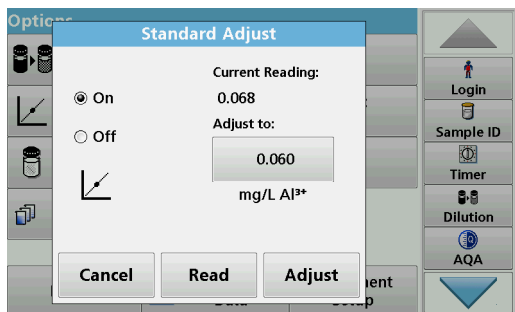 Options
Standard Adjust
On
Off
Current Reading:
0.068
Adjust to:
0.060
mg/L Al³⁺
Cancel
Read
Adjust
Login
Sample ID
Timer
Dilution
AQA